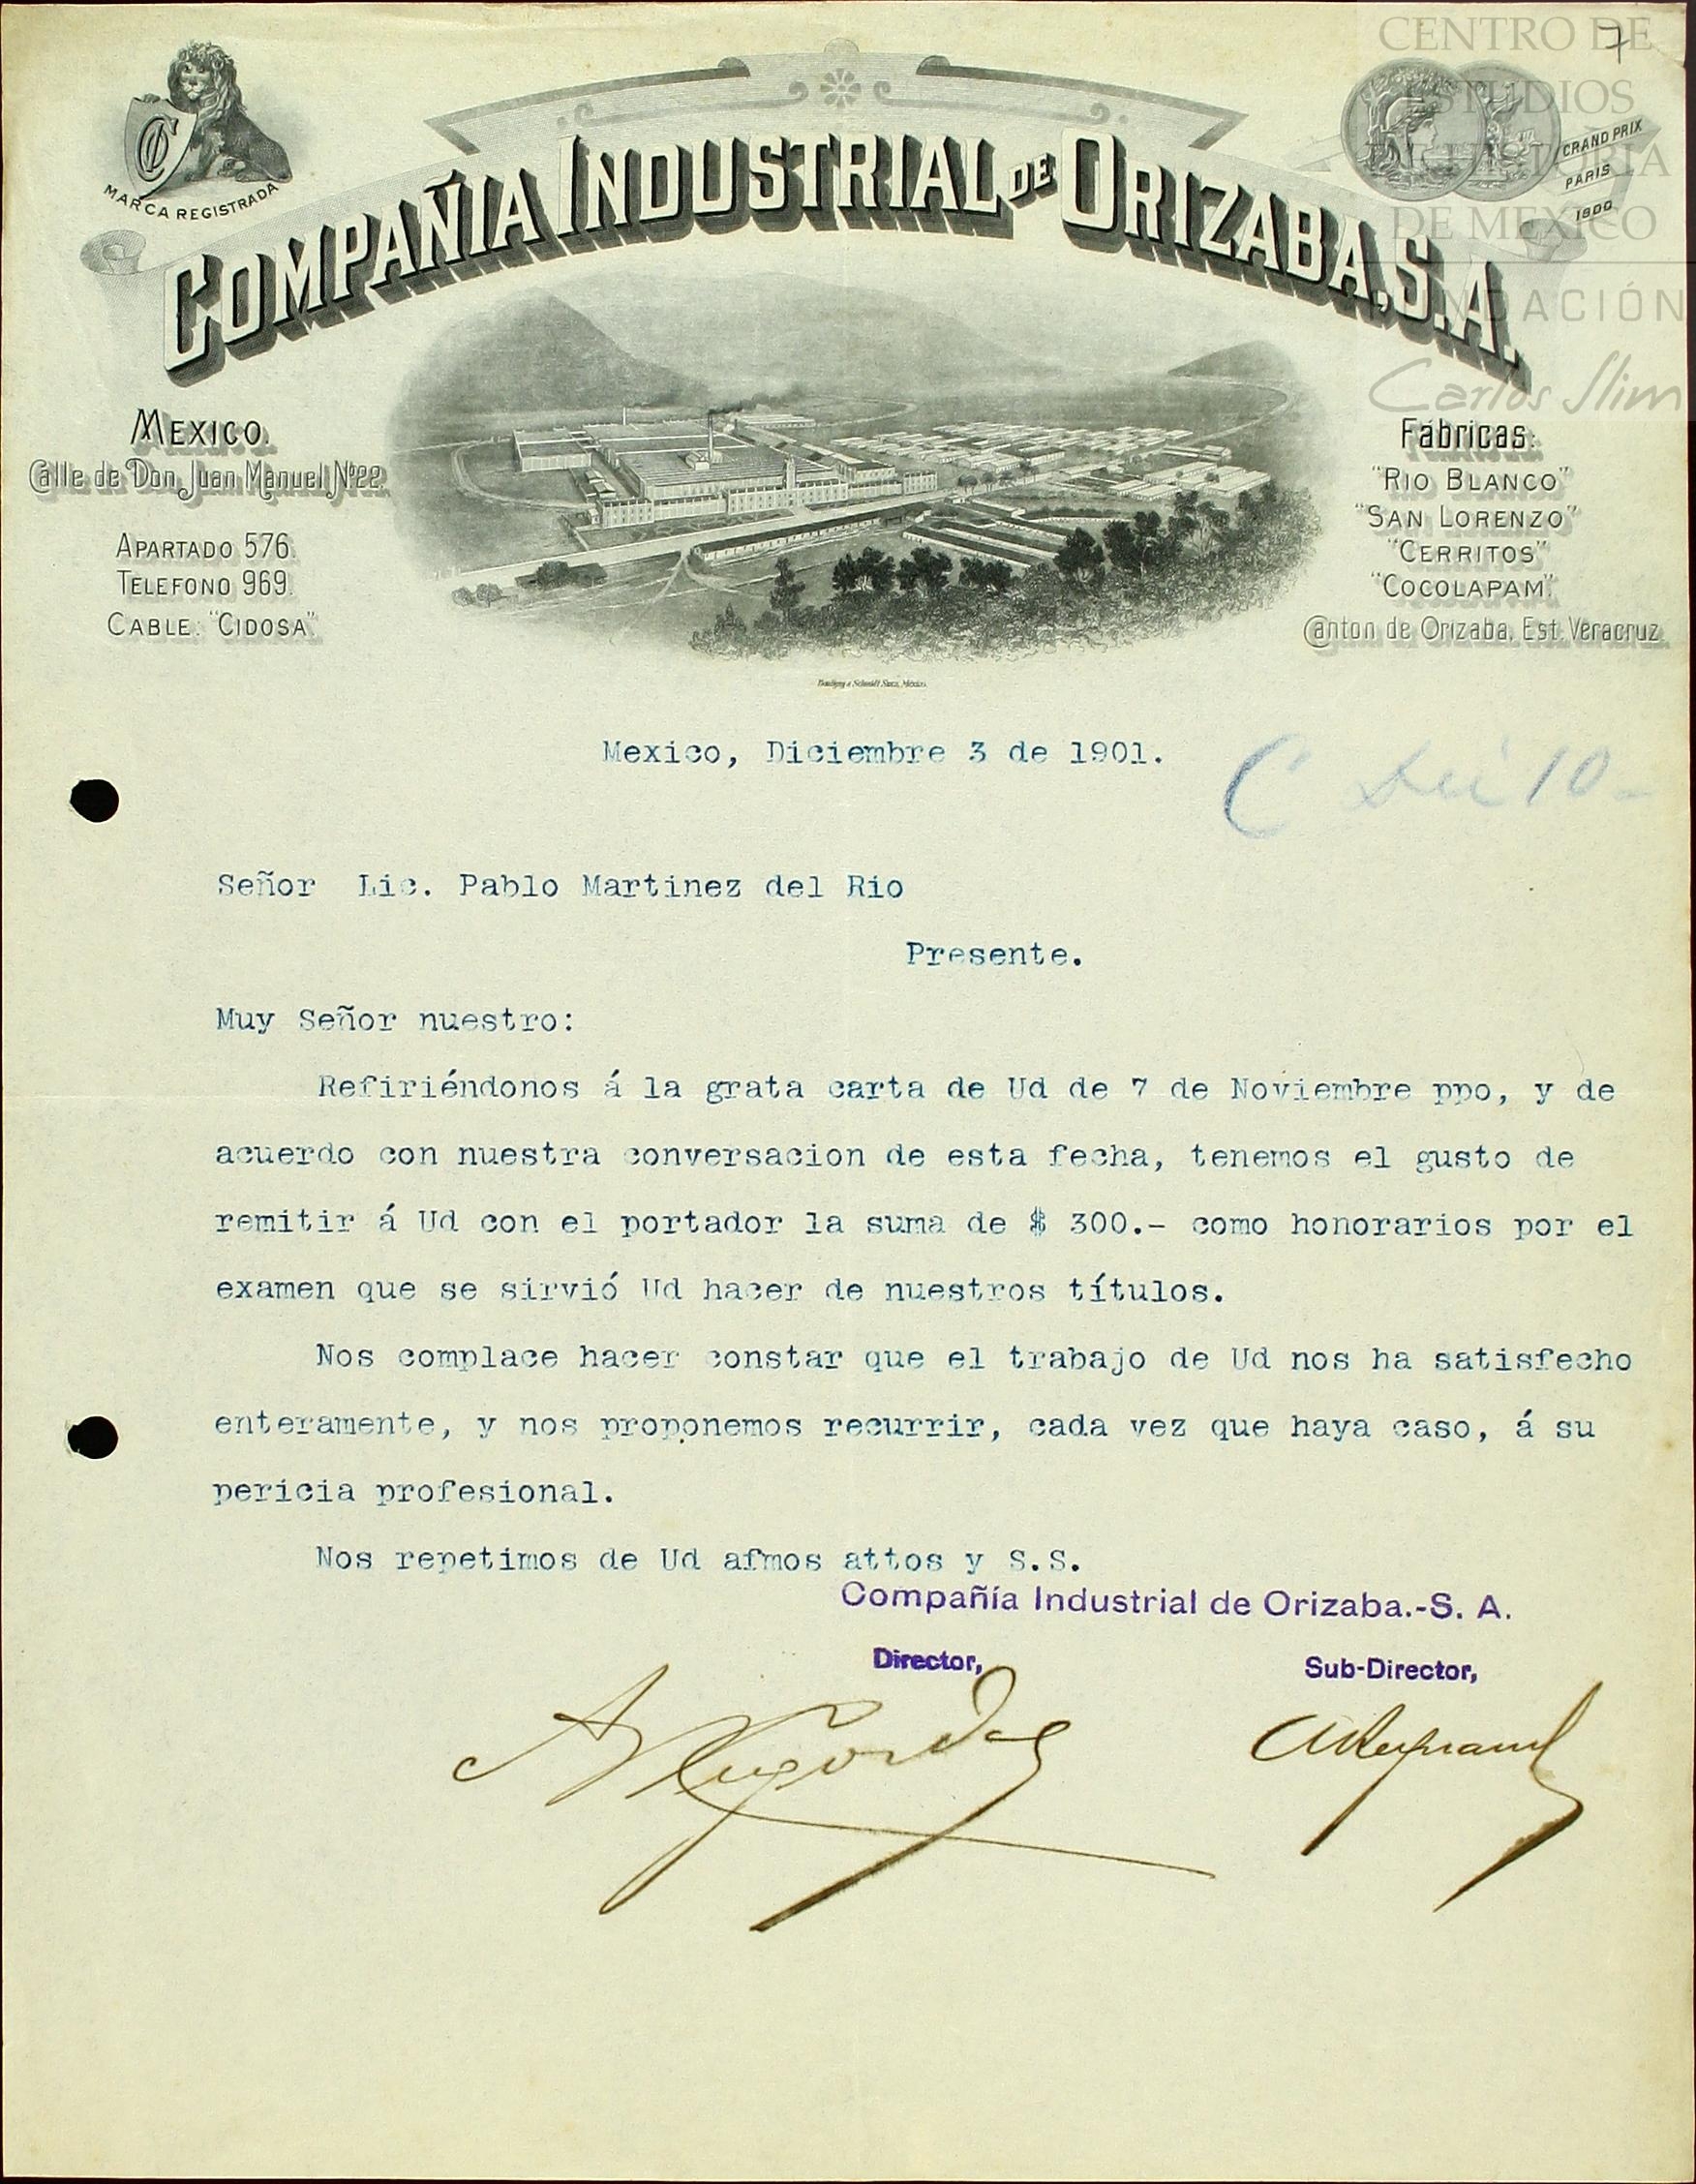 CENTRO DE
ESTUDIOS
DE HISTORIA
DE MEXICO
FUNDACIÓN
Carlos Slim
7
MARCA REGISTRADA
GRAND PRIX
PARIS
1900
COMPAÑIA INDUSTRIAL DE ORIZABA, S.A.
MEXICO.
Calle de Don Juan Manuel Nº 22.
APARTADO 576.
TELEFONO 969.
CABLE: "CIDOSA".
Fábricas:
"RIO BLANCO"
"SAN LORENZO"
"CERRITOS"
"COCOLAPAM".
Canton de Orizaba, Est. Veracruz.
Mexico, Diciembre 3 de 1901.
Señor Lic. Pablo Martinez del Rio
Presente.
Muy Señor nuestro:
Refiriéndonos á la grata carta de Ud de 7 de Noviembre ppo, y de
acuerdo con nuestra conversacion de esta fecha, tenemos el gusto de
remitir á Ud con el portador la suma de $ 300.- como honorarios por el
examen que se sirvió Ud hacer de nuestros títulos.
Nos complace hacer constar que el trabajo de Ud nos ha satisfecho
enteramente, y nos proponemos recurrir, cada vez que haya caso, á su
pericia profesional.
Nos repetimos de Ud afmos attos y S.S.
Compañía Industrial de Orizaba.-S. A.
Director,
Sub-Director,